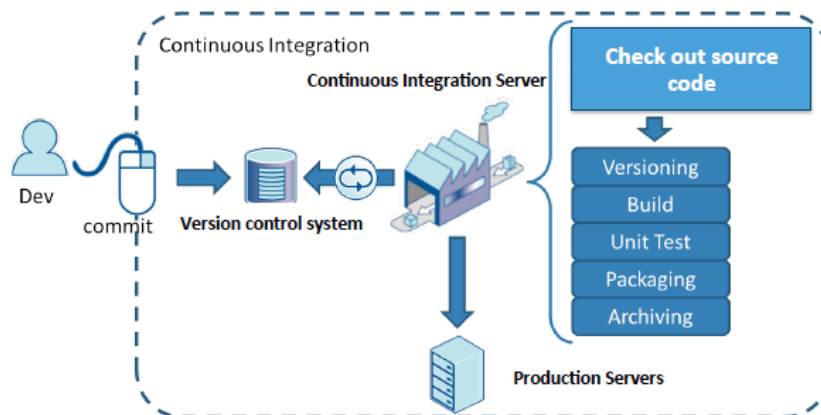 Continuous Integration
Continuous Integration Server
Check out source
code
Dev
commit
Version control system
Versioning
Build
Unit Test
Packaging
Archiving
Production Servers